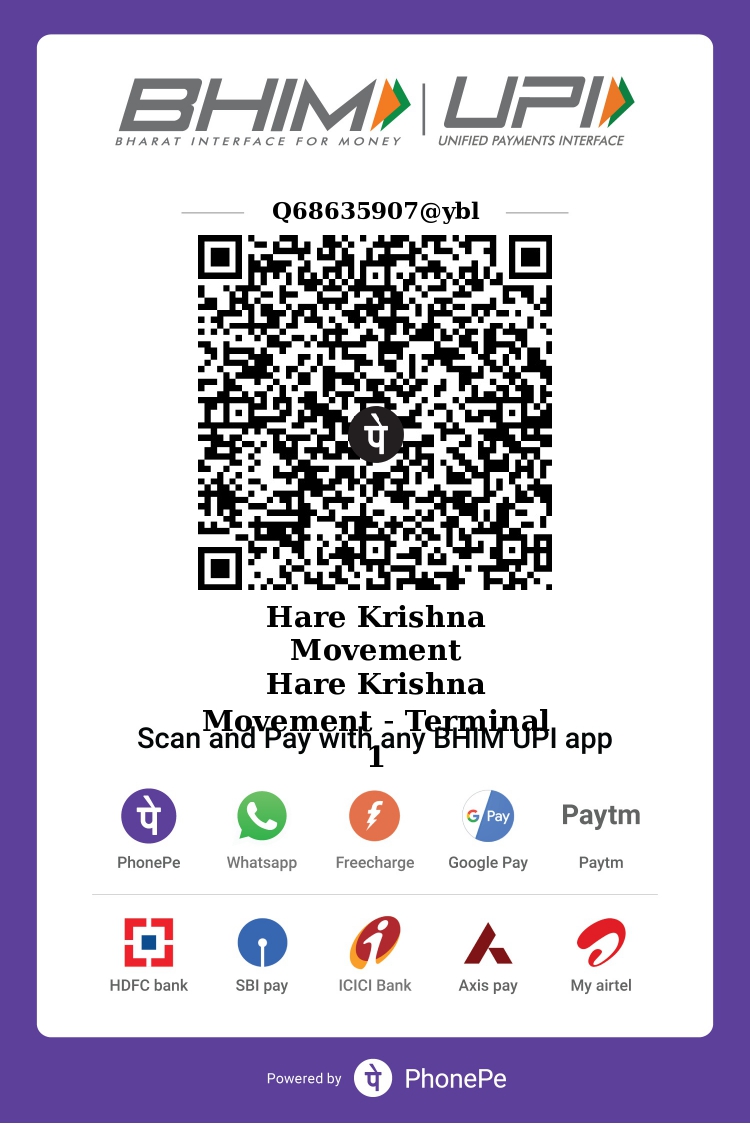 BHIM UPI
BHARAT INTERFACE FOR MONEY UNIFIED PAYMENTS INTERFACE
Q68635907@ybl
पे
Hare Krishna
Movement
Hare Krishna
Movement - Terminal
Scan and Pay with any BHIM UPI app
1
पे G Pay Paytm
PhonePe Whatsapp Freecharge Google Pay Paytm
HDFC bank SBI pay ICICI Bank Axis pay My airtel
Powered by पे PhonePe